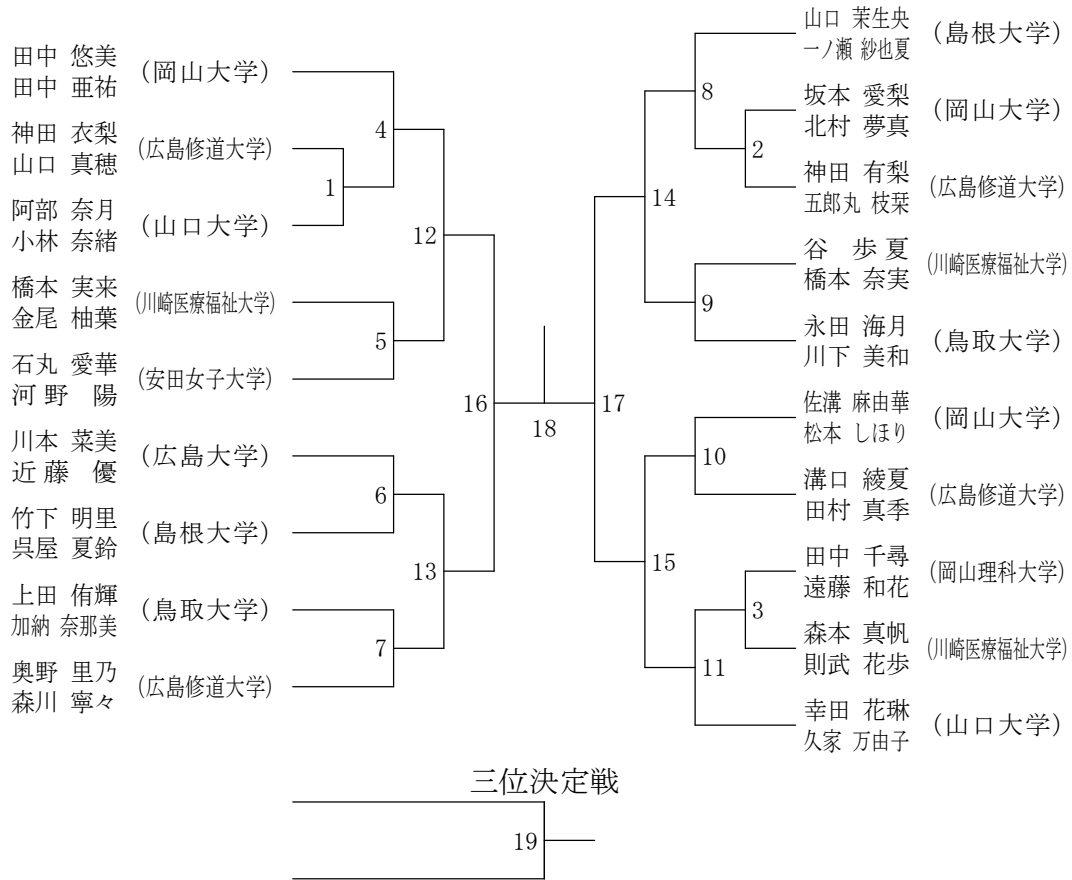 田中 悠美
田中 亜祐
(岡山大学)
神田 衣梨
山口 真穂
(広島修道大学)
阿部 奈月
小林 奈緒
(山口大学)
橋本 実来
金尾 柚葉
(川崎医療福祉大学)
石丸 愛華
河野 陽
(安田女子大学)
川本 菜美
近藤 優
(広島大学)
竹下 明里
呉屋 夏鈴
(島根大学)
上田 侑輝
加納 奈那美
(鳥取大学)
奥野 里乃
森川 寧々
(広島修道大学)
1
4
5
6
7
12
13
16
18
17
14
15
8
9
10
11
2
3
山口 茉生央
一ノ瀬 紗也夏
(島根大学)
坂本 愛梨
北村 夢真
(岡山大学)
神田 有梨
五郎丸 枝栞
(広島修道大学)
谷 歩夏
橋本 奈実
(川崎医療福祉大学)
永田 海月
川下 美和
(鳥取大学)
佐溝 麻由華
松本 しほり
(岡山大学)
溝口 綾夏
田村 真季
(広島修道大学)
田中 千尋
遠藤 和花
(岡山理科大学)
森本 真帆
則武 花歩
(川崎医療福祉大学)
幸田 花琳
久家 万由子
(山口大学)
三位決定戦
19